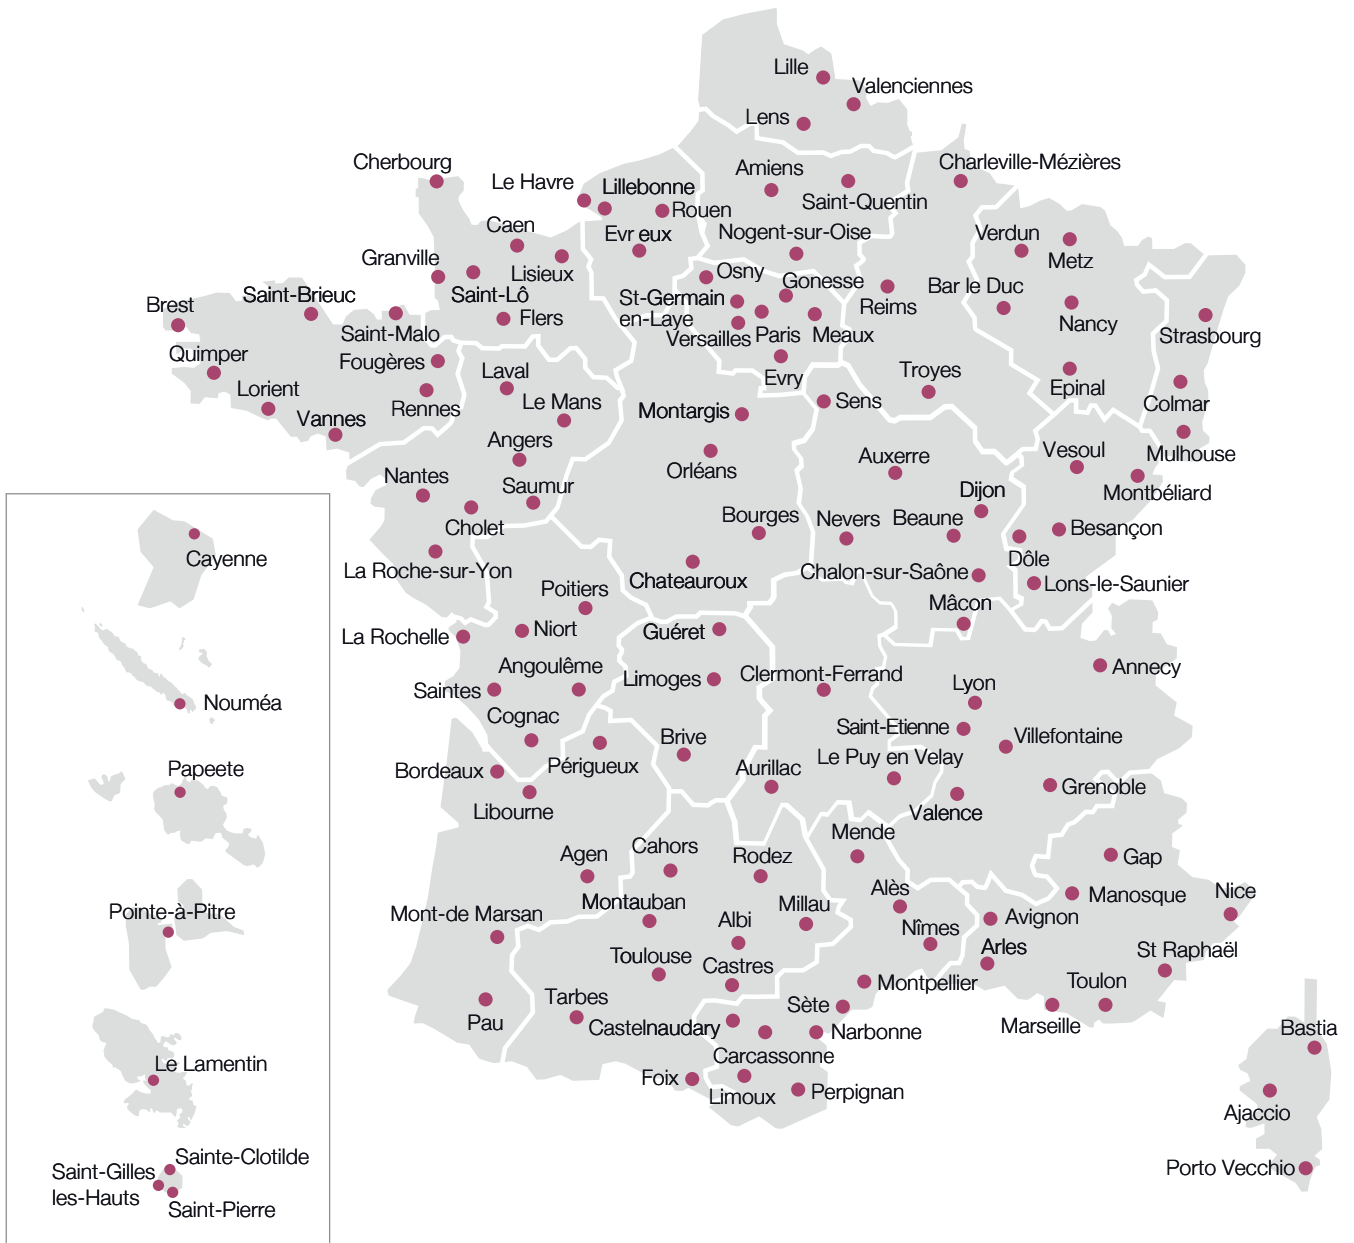 Lille
Valenciennes
Lens
Cherbourg
Charleville-Mézières
Le Havre
Lillebonne
Amiens
Saint-Quentin
Rouen
Caen
Evr eux
Nogent-sur-Oise
Verdun
Metz
Granville
Lisieux
Osny
Gonesse
Bar le Duc
Saint-Lô
St-Germain
en-Laye
Reims
Brest
Saint-Brieuc
Flers
Nancy
Saint-Malo
Versailles
Paris
Meaux
Strasbourg
Quimper
Fougères
Laval
Evry
Troyes
Epinal
Lorient
Rennes
Le Mans
Montargis
Sens
Colmar
Vannes
Angers
Orléans
Auxerre
Vesoul
Mulhouse
Nantes
Saumur
Dijon
Montbéliard
Cholet
Bourges
Nevers
Beaune
Besançon
Cayenne
La Roche-sur-Yon
Chateauroux
Chalon-sur-Saône
Dôle
Lons-le-Saunier
Poitiers
Mâcon
La Rochelle
Niort
Guéret
Angoulême
Limoges
Clermont-Ferrand
Annecy
Saintes
Lyon
Nouméa
Cognac
Saint-Etienne
Villefontaine
Brive
Papeete
Bordeaux
Périgueux
Aurillac
Le Puy en Velay
Grenoble
Libourne
Valence
Mende
Agen
Cahors
Rodez
Gap
Alès
Manosque
Nice
Pointe-à-Pitre
Mont-de Marsan
Montauban
Millau
Albi
Nîmes
Avignon
Arles
St Raphaël
Toulouse
Castres
Montpellier
Toulon
Tarbes
Sète
Pau
Castelnaudary
Narbonne
Marseille
Bastia
Carcassonne
Le Lamentin
Foix
Limoux
Perpignan
Ajaccio
Sainte-Clotilde
Saint-Gilles
les-Hauts
Porto Vecchio
Saint-Pierre